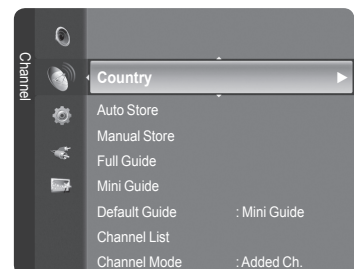 Channel
Country
Auto Store
Manual Store
Full Guide
Mini Guide
Default Guide : Mini Guide
Channel List
Channel Mode : Added Ch.